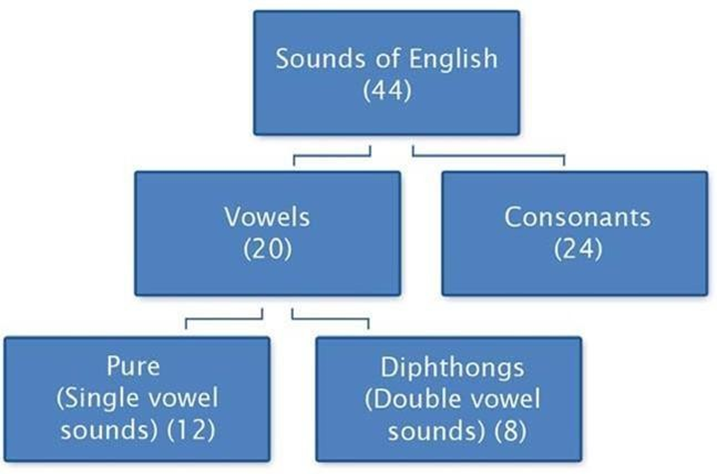 Sounds of English
(44)
Vowels
(20)
Consonants
(24)
Pure
(Single vowel
sounds) (12)
Diphthongs
(Double vowel
sounds) (8)